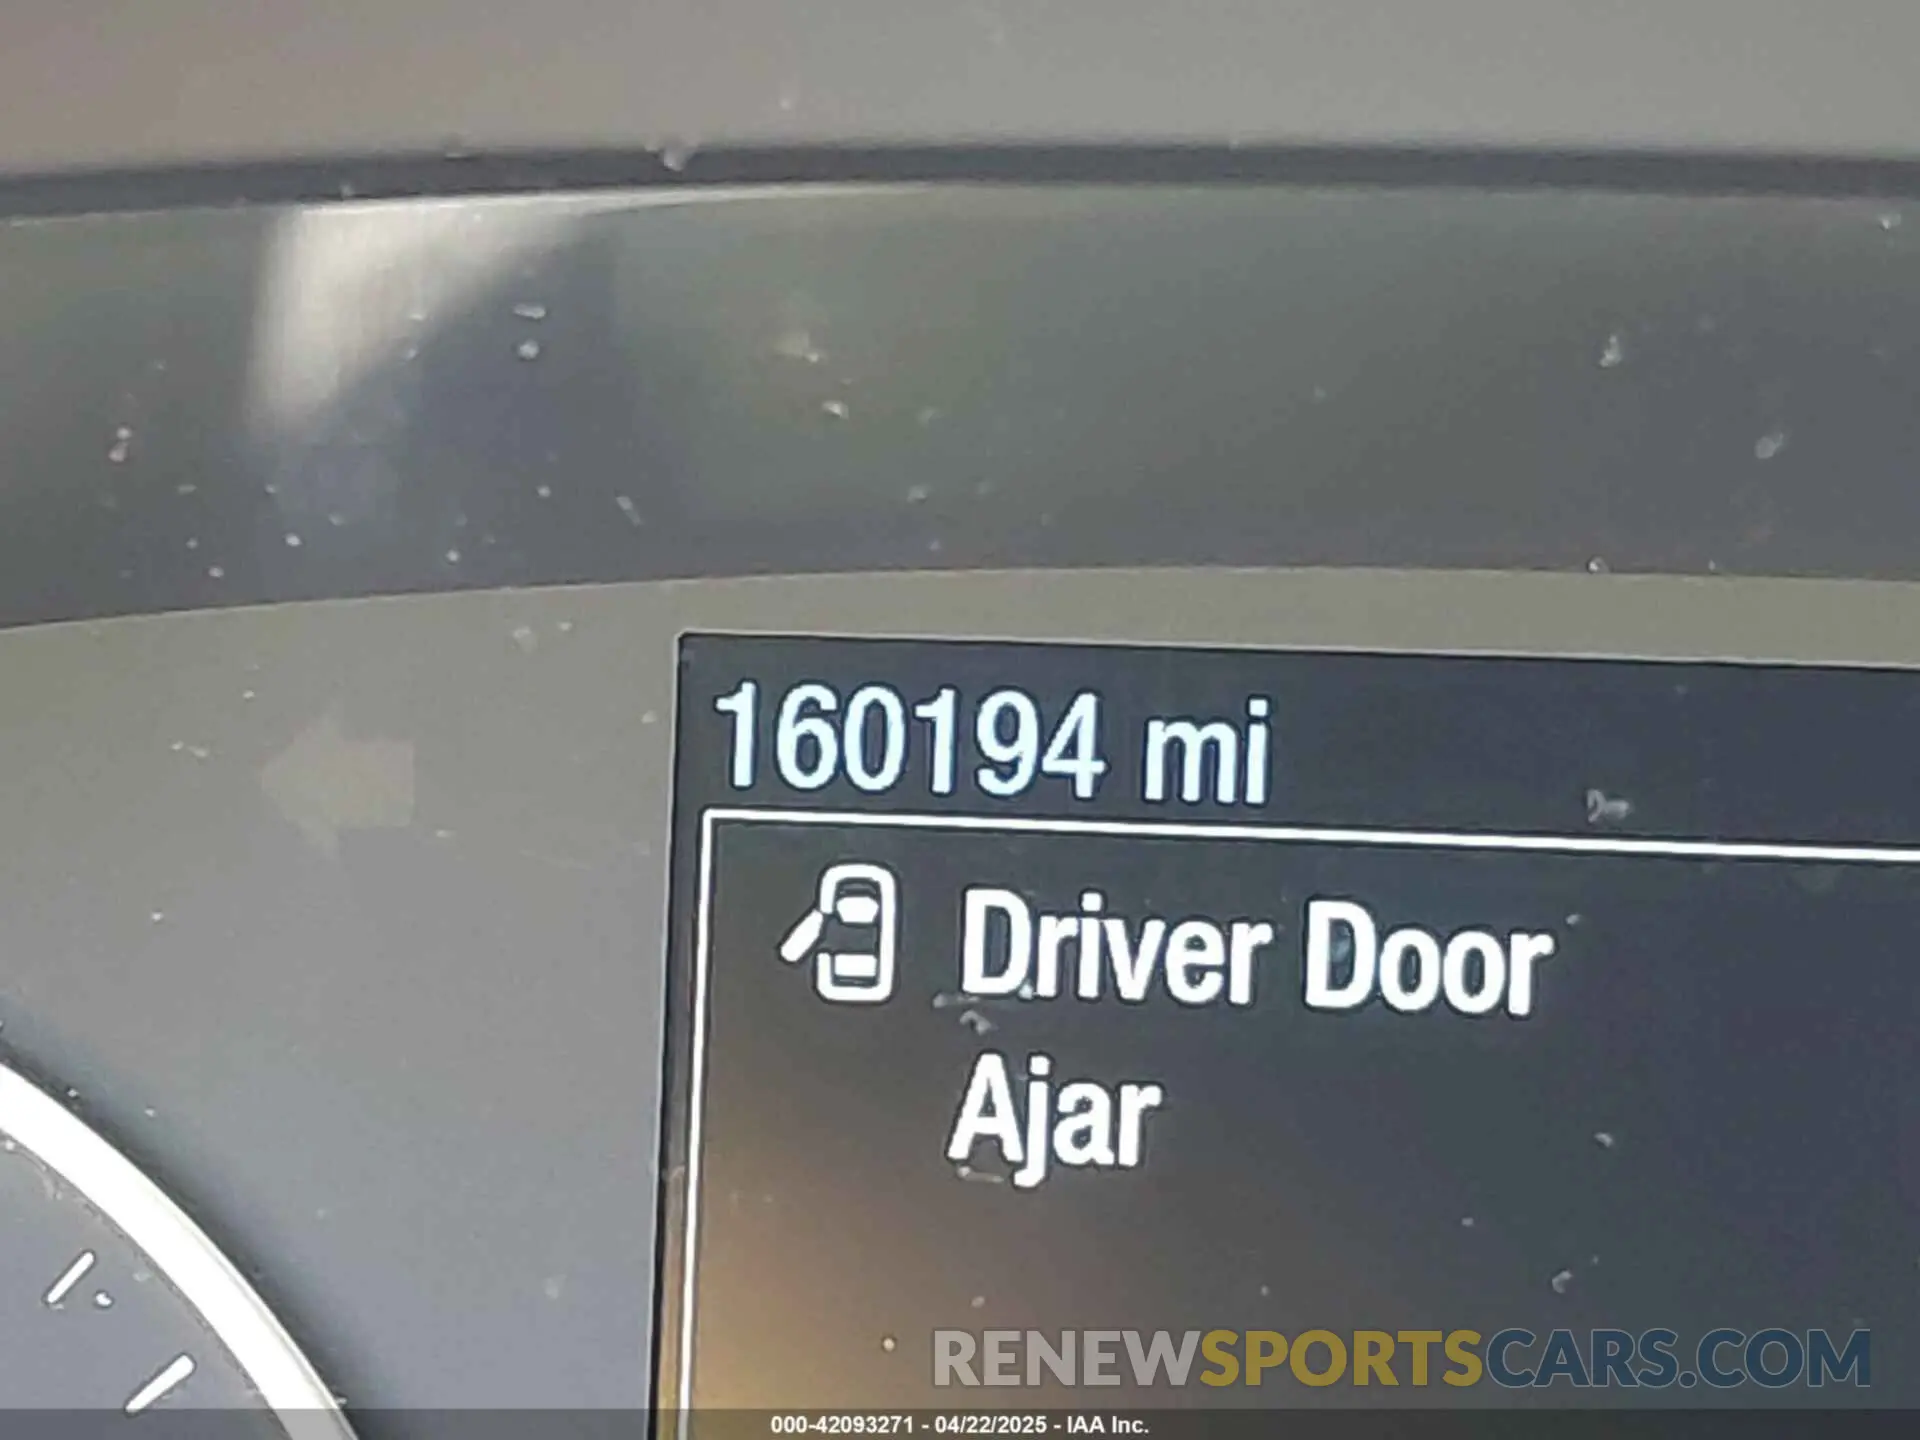 160194 mi
Driver Door
Ajar
RENEWSPORTSCARS.COM
000-42093271 - 04/22/2025 - IAA Inc.